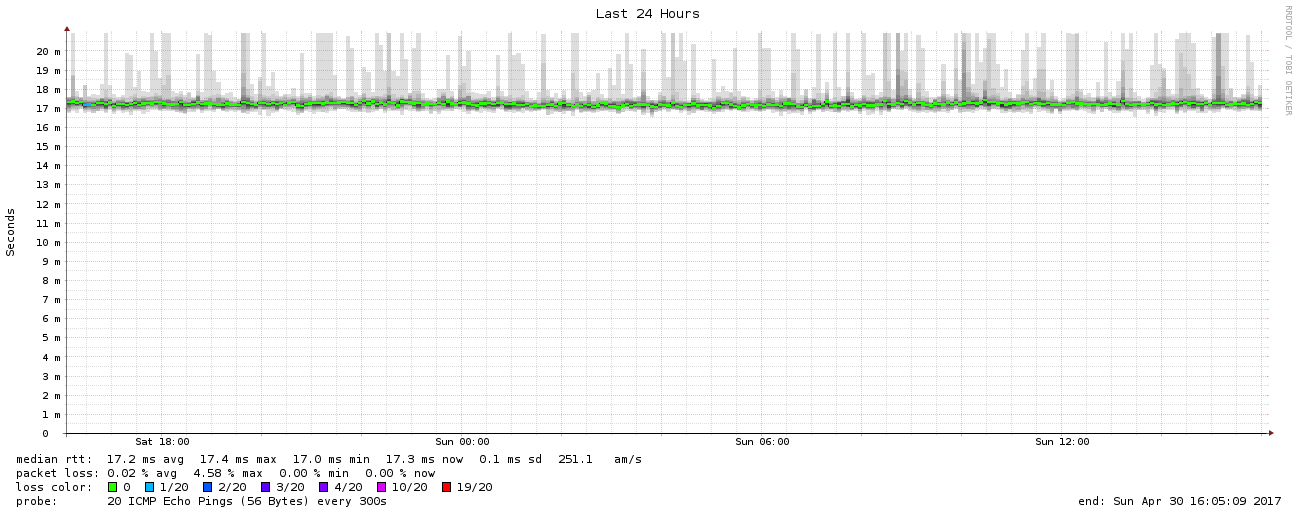 Last 24 Hours
RRDTOOL / TOBI OETIKER
Seconds
20 m
19 m
18 m
17 m
16 m
15 m
14 m
13 m
12 m
11 m
10 m
9 m
8 m
7 m
6 m
5 m
4 m
3 m
2 m
1 m
0
Sat 18:00 Sun 00:00 Sun 06:00 Sun 12:00
median rtt: 17.2 ms avg 17.4 ms max 17.0 ms min 17.3 ms now 0.1 ms sd 251.1 am/s
packet loss: 0.02 % avg 4.58 % max 0.00 % min 0.00 % now
loss color: 0 1/20 2/20 3/20 4/20 10/20 19/20
probe: 20 ICMP Echo Pings (56 Bytes) every 300s end: Sun Apr 30 16:05:09 2017